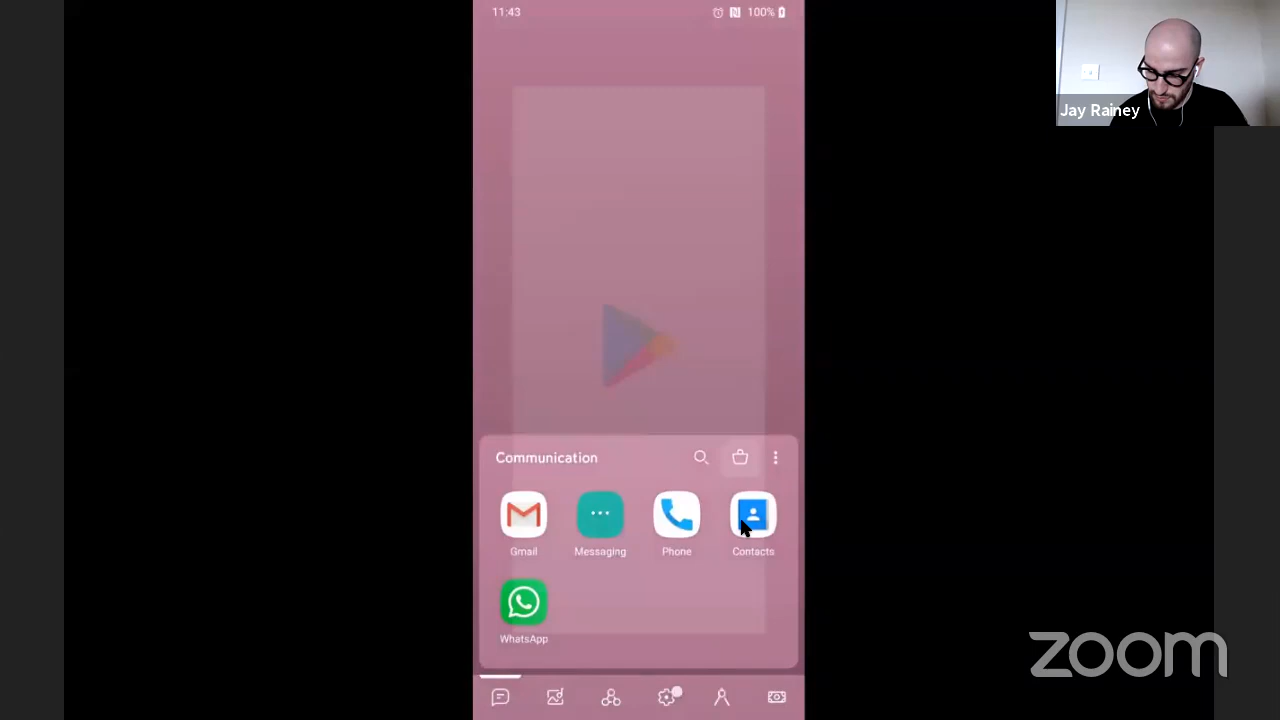 11:43
100%
Jay Rainey
Communication
Gmail
Messaging
Phone
Contacts
WhatsApp
zoom